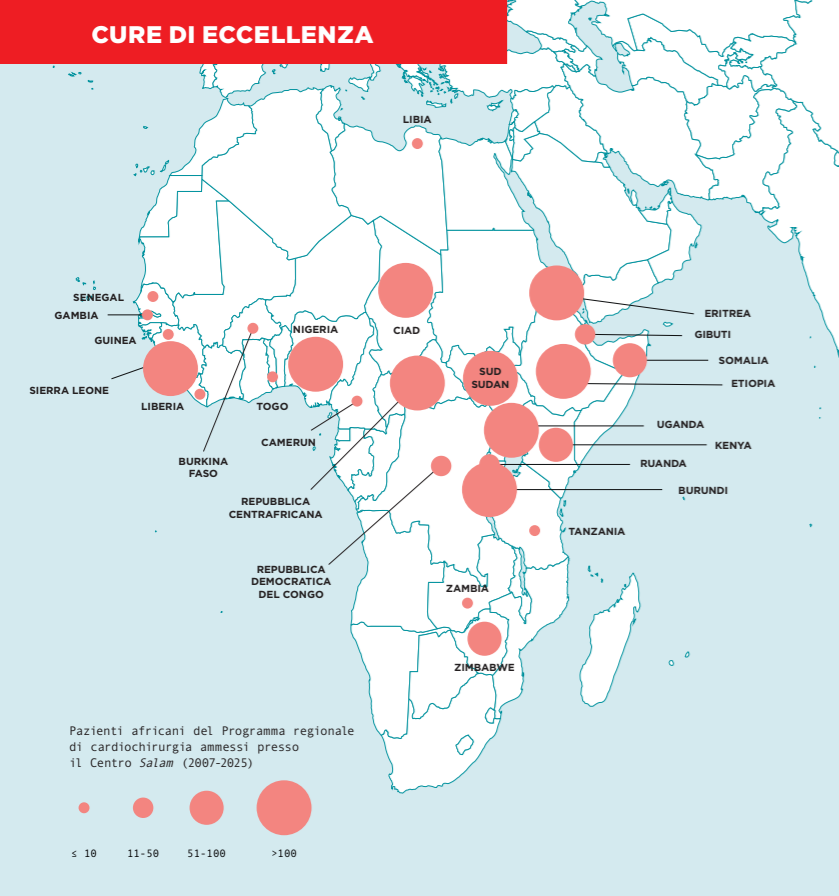 CURE DI ECCELLENZA
LIBIA
SENEGAL
GAMBIA
GUINEA
SIERRA LEONE
LIBERIA
BURKINA
FASO
TOGO
NIGERIA
CIAD
CAMERUN
REPUBBLICA
CENTRAFRICANA
REPUBBLICA
DEMOCRATICA
DEL CONGO
SUD
SUDAN
ERITREA
GIBUTI
SOMALIA
ETIOPIA
UGANDA
KENYA
RUANDA
BURUNDI
TANZANIA
ZAMBIA
ZIMBABWE
Pazienti africani del Programma regionale
di cardiochirurgia ammessi presso
il Centro Salam (2007-2025)
≤ 10 11-50 51-100 >100